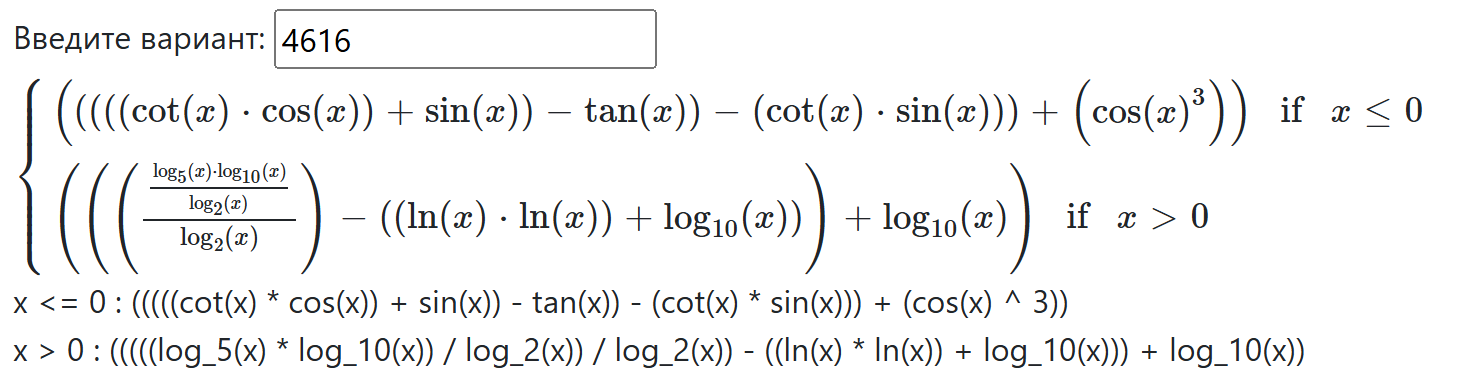 Введите вариант: 4616
(((((cot(x) · cos(x)) + sin(x)) − tan(x)) − (cot(x) · sin(x))) + (cos(x)^3)) if x ≤ 0
(((((log_5(x)·log_10(x))/log_2(x))/log_2(x)) − ((ln(x) · ln(x)) + log_10(x))) + log_10(x)) if x > 0
x <= 0 : (((((cot(x) * cos(x)) + sin(x)) - tan(x)) - (cot(x) * sin(x))) + (cos(x) ^ 3))
x > 0 : (((((log_5(x) * log_10(x)) / log_2(x)) / log_2(x)) - ((ln(x) * ln(x)) + log_10(x))) + log_10(x))